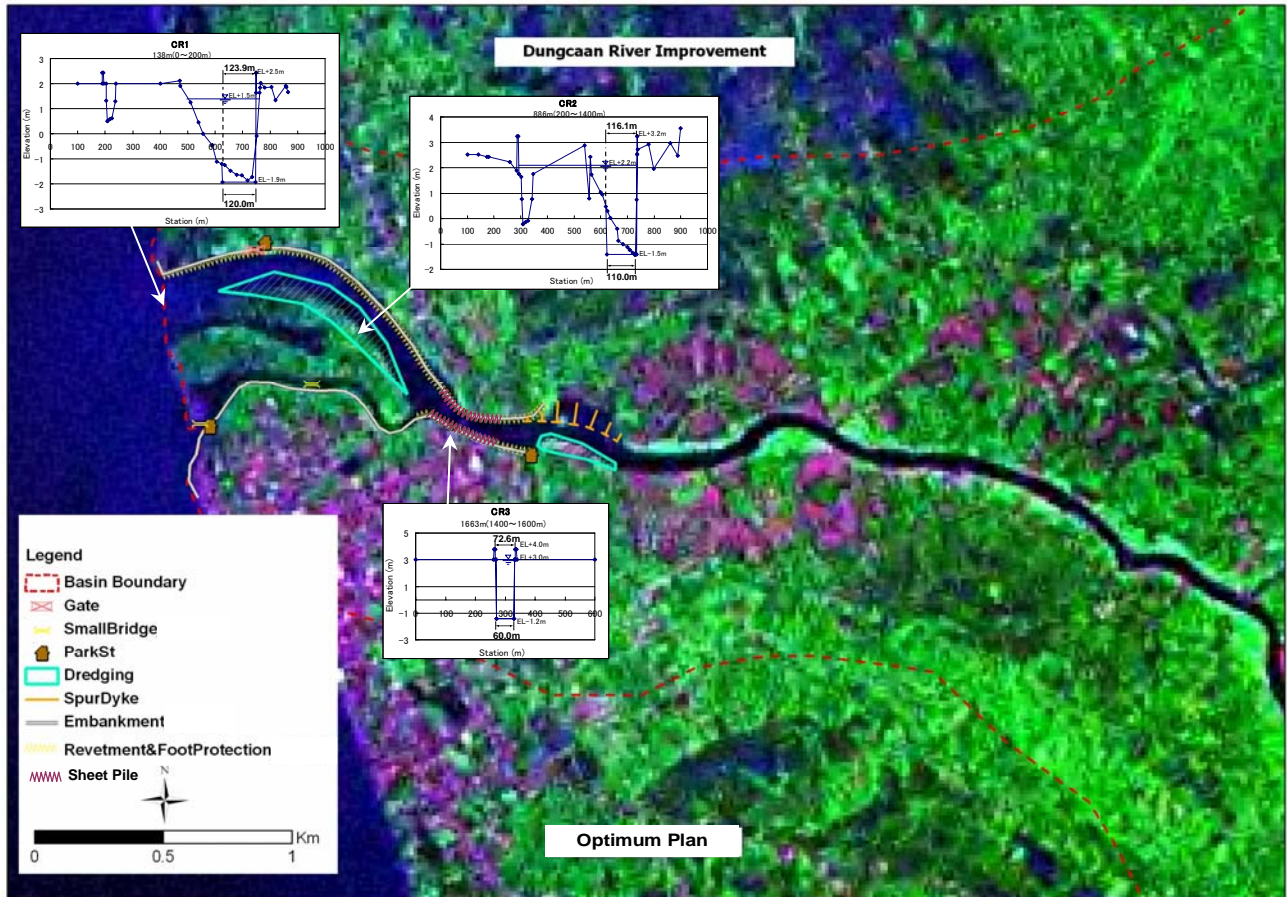 Dungcaan River Improvement
CR1
138m(0～200m)
123.9m
EL+2.5m
EL+1.5m
EL-1.9m
120.0m
3
2
1
0
-1
-2
-3
0 100 200 300 400 500 600 700 800 900 1000
Elevation (m)
Station (m)
CR2
886m(200～1400m)
116.1m
EL+3.2m
EL+2.2m
EL-1.5m
110.0m
4
3
2
1
0
-1
-2
0 100 200 300 400 500 600 700 800 900 1000
Elevation (m)
Station (m)
CR3
1663m(1400～1600m)
72.6m
EL+4.0m
EL+3.0m
EL-1.2m
60.0m
5
3
1
-1
-3
0 100 200 300 400 500 600
Elevation (m)
Station (m)
Legend
Basin Boundary
Gate
SmallBridge
ParkSt
Dredging
SpurDyke
Embankment
Revetment&FootProtection
Sheet Pile
N
Km
0 0.5 1
Optimum Plan